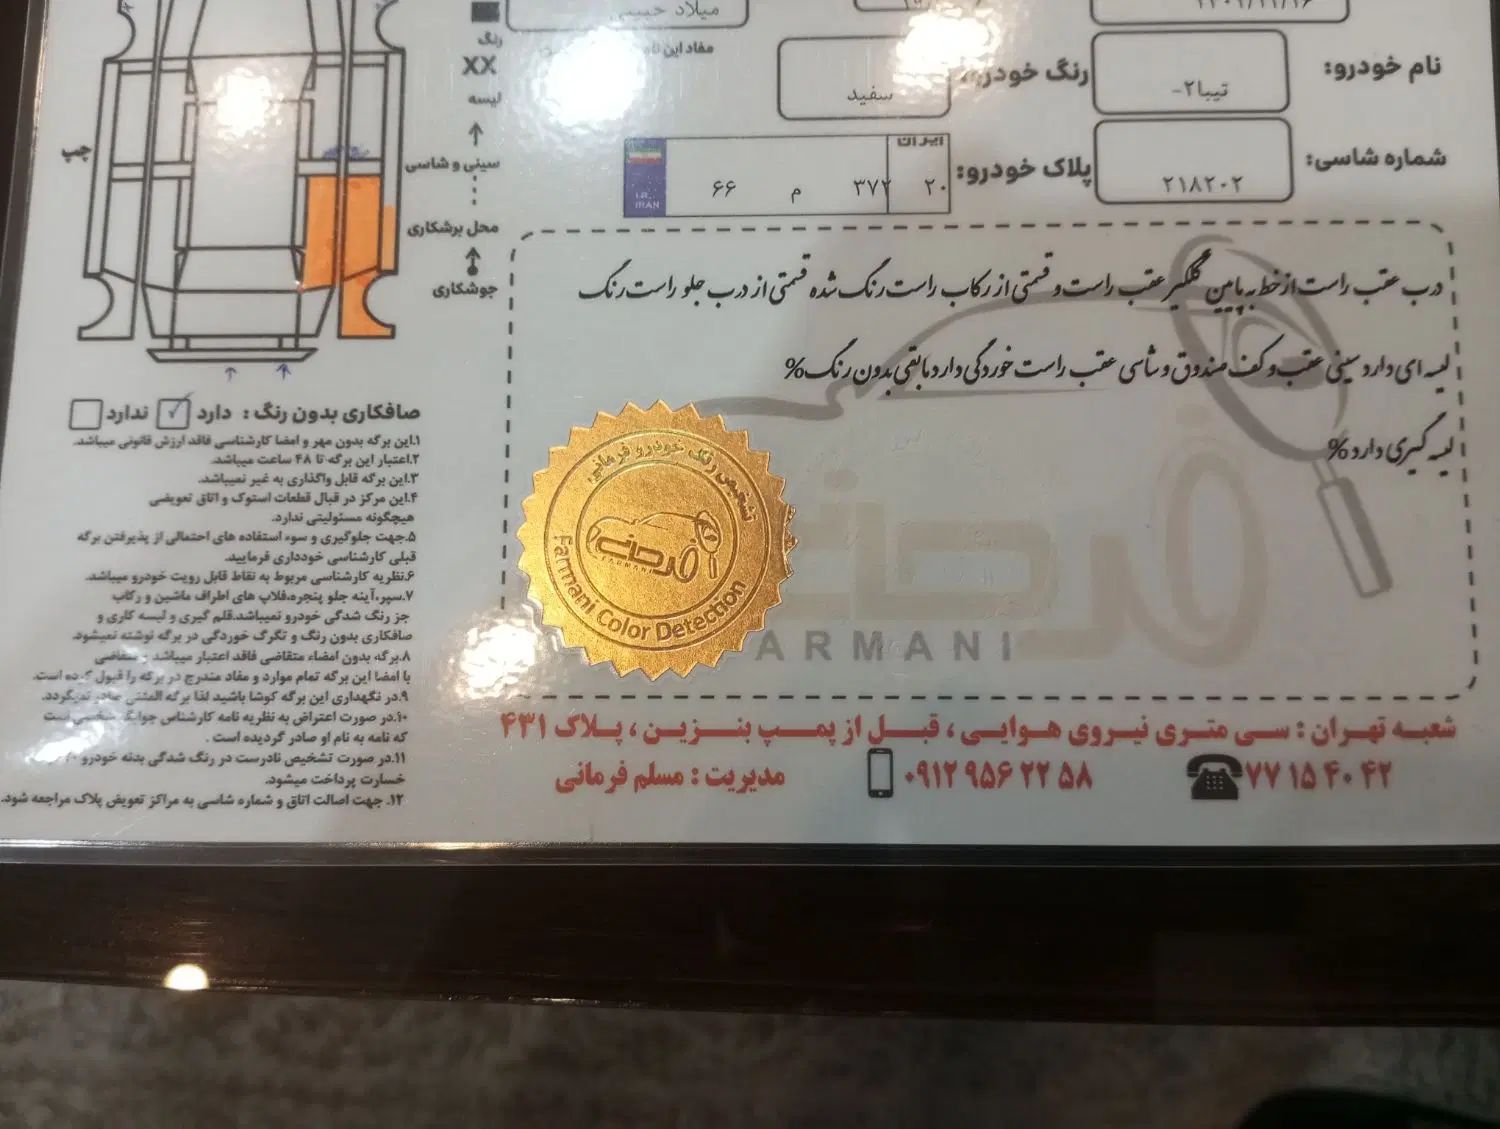 میلاد حبیبی
نام خودرو:
تیبا۲-
رنگ خودرو:
سفید
مفاد این
شماره شاسی:
۲۱۸۲۰۲
پلاک خودرو:
ایران
۲۰
۳۷۲
م
۶۶
I.R.
IRAN
رنگ
XX
لیسه
سینی و شاسی
محل برشکاری
جوشکاری
چپ
درب عقب راست از خط به پایین گلگیر عقب راست و قسمتی از رکاب راست رنگ شده قسمتی از درب جلو راست رنگ
لیسه ای دارد سینی عقب و کف صندوق و شاسی عقب راست خوردگی دارد مابقی بدون رنگ%
لیسه گیری دارد%
صافکاری بدون رنگ: دارد ✓ ندارد
۱.این برگه بدون مهر و امضا کارشناسی فاقد ارزش قانونی میباشد.
۲.اعتبار این برگه تا ۴۸ ساعت میباشد.
۳.این برگه قابل واگذاری به غیر نمیباشد.
۴.این مرکز در قبال قطعات استوک و اتاق تعویضی
هیچگونه مسئولیتی ندارد.
۵.جهت جلوگیری و سوء استفاده های احتمالی از پذیرفتن برگه
قبلی کارشناسی خودداری فرمایید.
۶.نظریه کارشناسی مربوط به نقاط قابل رویت خودرو میباشد.
۷.سپر،آینه جلو پنجره،فلاپ های اطراف ماشین و رکاب
جز رنگ شدگی خودرو نمیباشد.قلم گیری و لیسه کاری و
صافکاری بدون رنگ و تگرگ خوردگی در برگه نوشته نمیشود.
۸.برگه بدون امضاء متقاضی فاقد اعتبار میباشد و متقاضی
با امضا این برگه تمام موارد و مفاد مندرج در برگه را قبول کرده است.
۹.در نگهداری این برگه کوشا باشید لذا برگه المثنی صادر نمیگردد.
۱۰.در صورت اعتراض به نظریه نامه کارشناس جوابگو شخصی است
که نامه به نام او صادر گردیده است.
۱۱.در صورت تشخیص نادرست در رنگ شدگی بدنه خودرو
خسارت پرداخت میشود.
۱۲. جهت اصالت اتاق و شماره شاسی به مراکز تعویض پلاک مراجعه شود.
تشخیص رنگ خودرو فرمانی
فرمانی
FARMANI
Farmani Color Detection
فرمانی
FARMANI
شعبه تهران: سی متری نیروی هوایی، قبل از پمپ بنزین، پلاک ۴۳۱
۷۷ ۱۵ ۴۰ ۴۲
۰۹۱۲ ۹۵۶ ۲۲ ۵۸
مدیریت: مسلم فرمانی